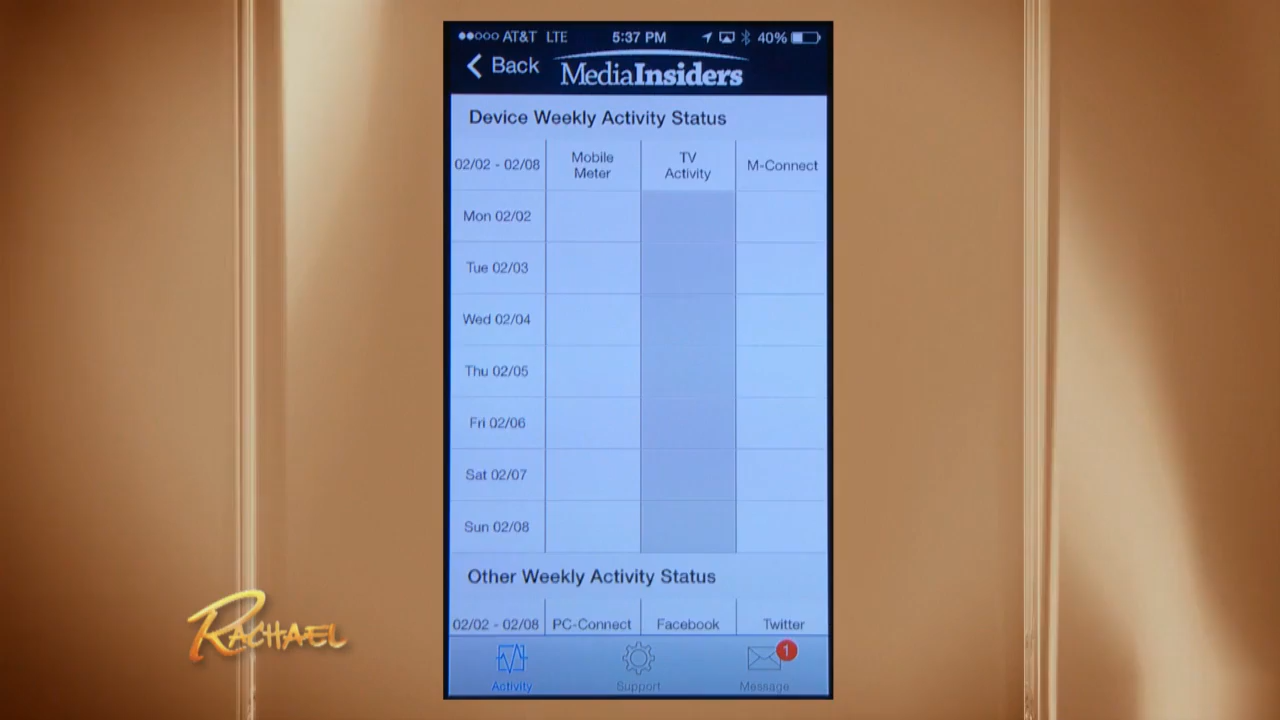 AT&T LTE 5:37 PM 40%
Back MediaInsiders
Device Weekly Activity Status
02/02 - 02/08 Mobile Meter TV Activity M-Connect
Mon 02/02
Tue 02/03
Wed 02/04
Thu 02/05
Fri 02/06
Sat 02/07
Sun 02/08
Other Weekly Activity Status
02/02 - 02/08 PC-Connect Facebook Twitter
1
Activity Support Message
RACHAEL